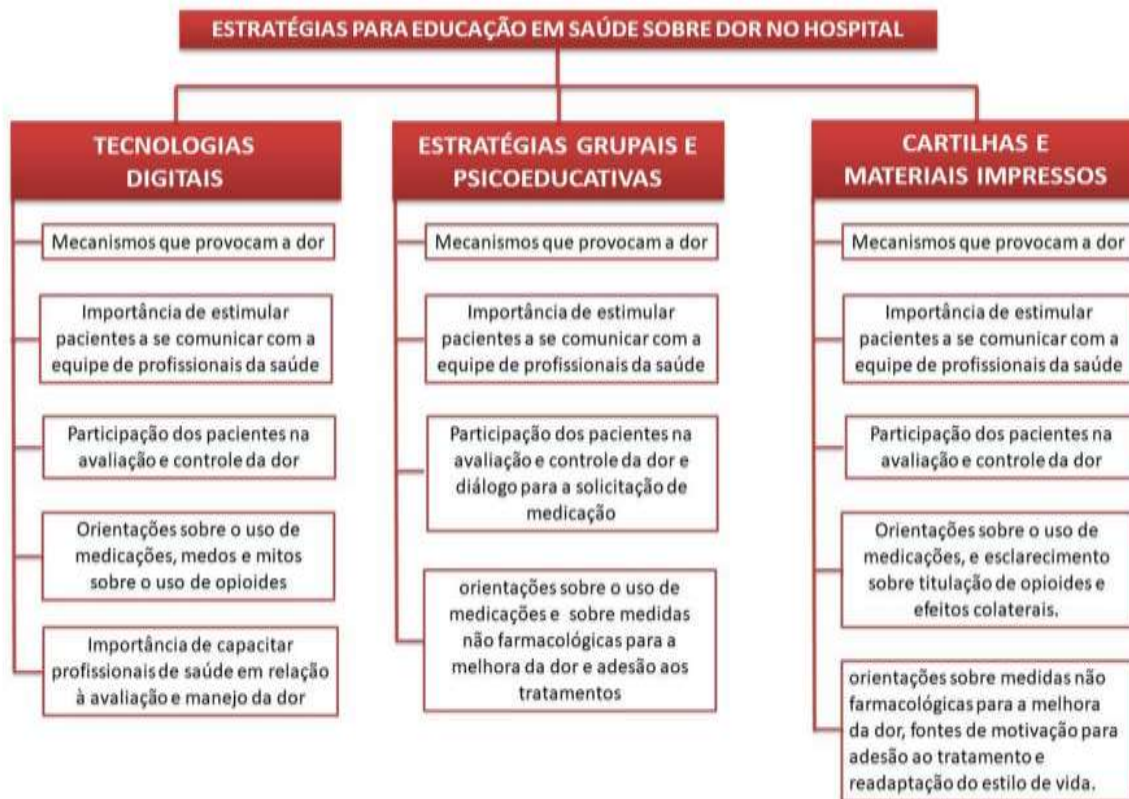 ESTRATÉGIAS PARA EDUCAÇÃO EM SAÚDE SOBRE DOR NO HOSPITAL
TECNOLOGIAS
DIGITAIS
Mecanismos que provocam a dor
Importância de estimular
pacientes a se comunicar com a
equipe de profissionais da saúde
Participação dos pacientes na
avaliação e controle da dor
Orientações sobre o uso de
medicações, medos e mitos
sobre o uso de opioides
Importância de capacitar
profissionais de saúde em relação
à avaliação e manejo da dor
ESTRATÉGIAS GRUPAIS E
PSICOEDUCATIVAS
Mecanismos que provocam a dor
Importância de estimular
pacientes a se comunicar com a
equipe de profissionais da saúde
Participação dos pacientes na
avaliação e controle da dor e
diálogo para a solicitação de
medicação
orientações sobre o uso de
medicações e sobre medidas
não farmacológicas para a
melhora da dor e adesão aos
tratamentos
CARTILHAS E
MATERIAIS IMPRESSOS
Mecanismos que provocam a dor
Importância de estimular
pacientes a se comunicar com a
equipe de profissionais da saúde
Participação dos pacientes na
avaliação e controle da dor
Orientações sobre o uso de
medicações, e esclarecimento
sobre titulação de opioides e
efeitos colaterais.
orientações sobre medidas não
farmacológicas para a melhora
da dor, fontes de motivação para
adesão ao tratamento e
readaptação do estilo de vida.